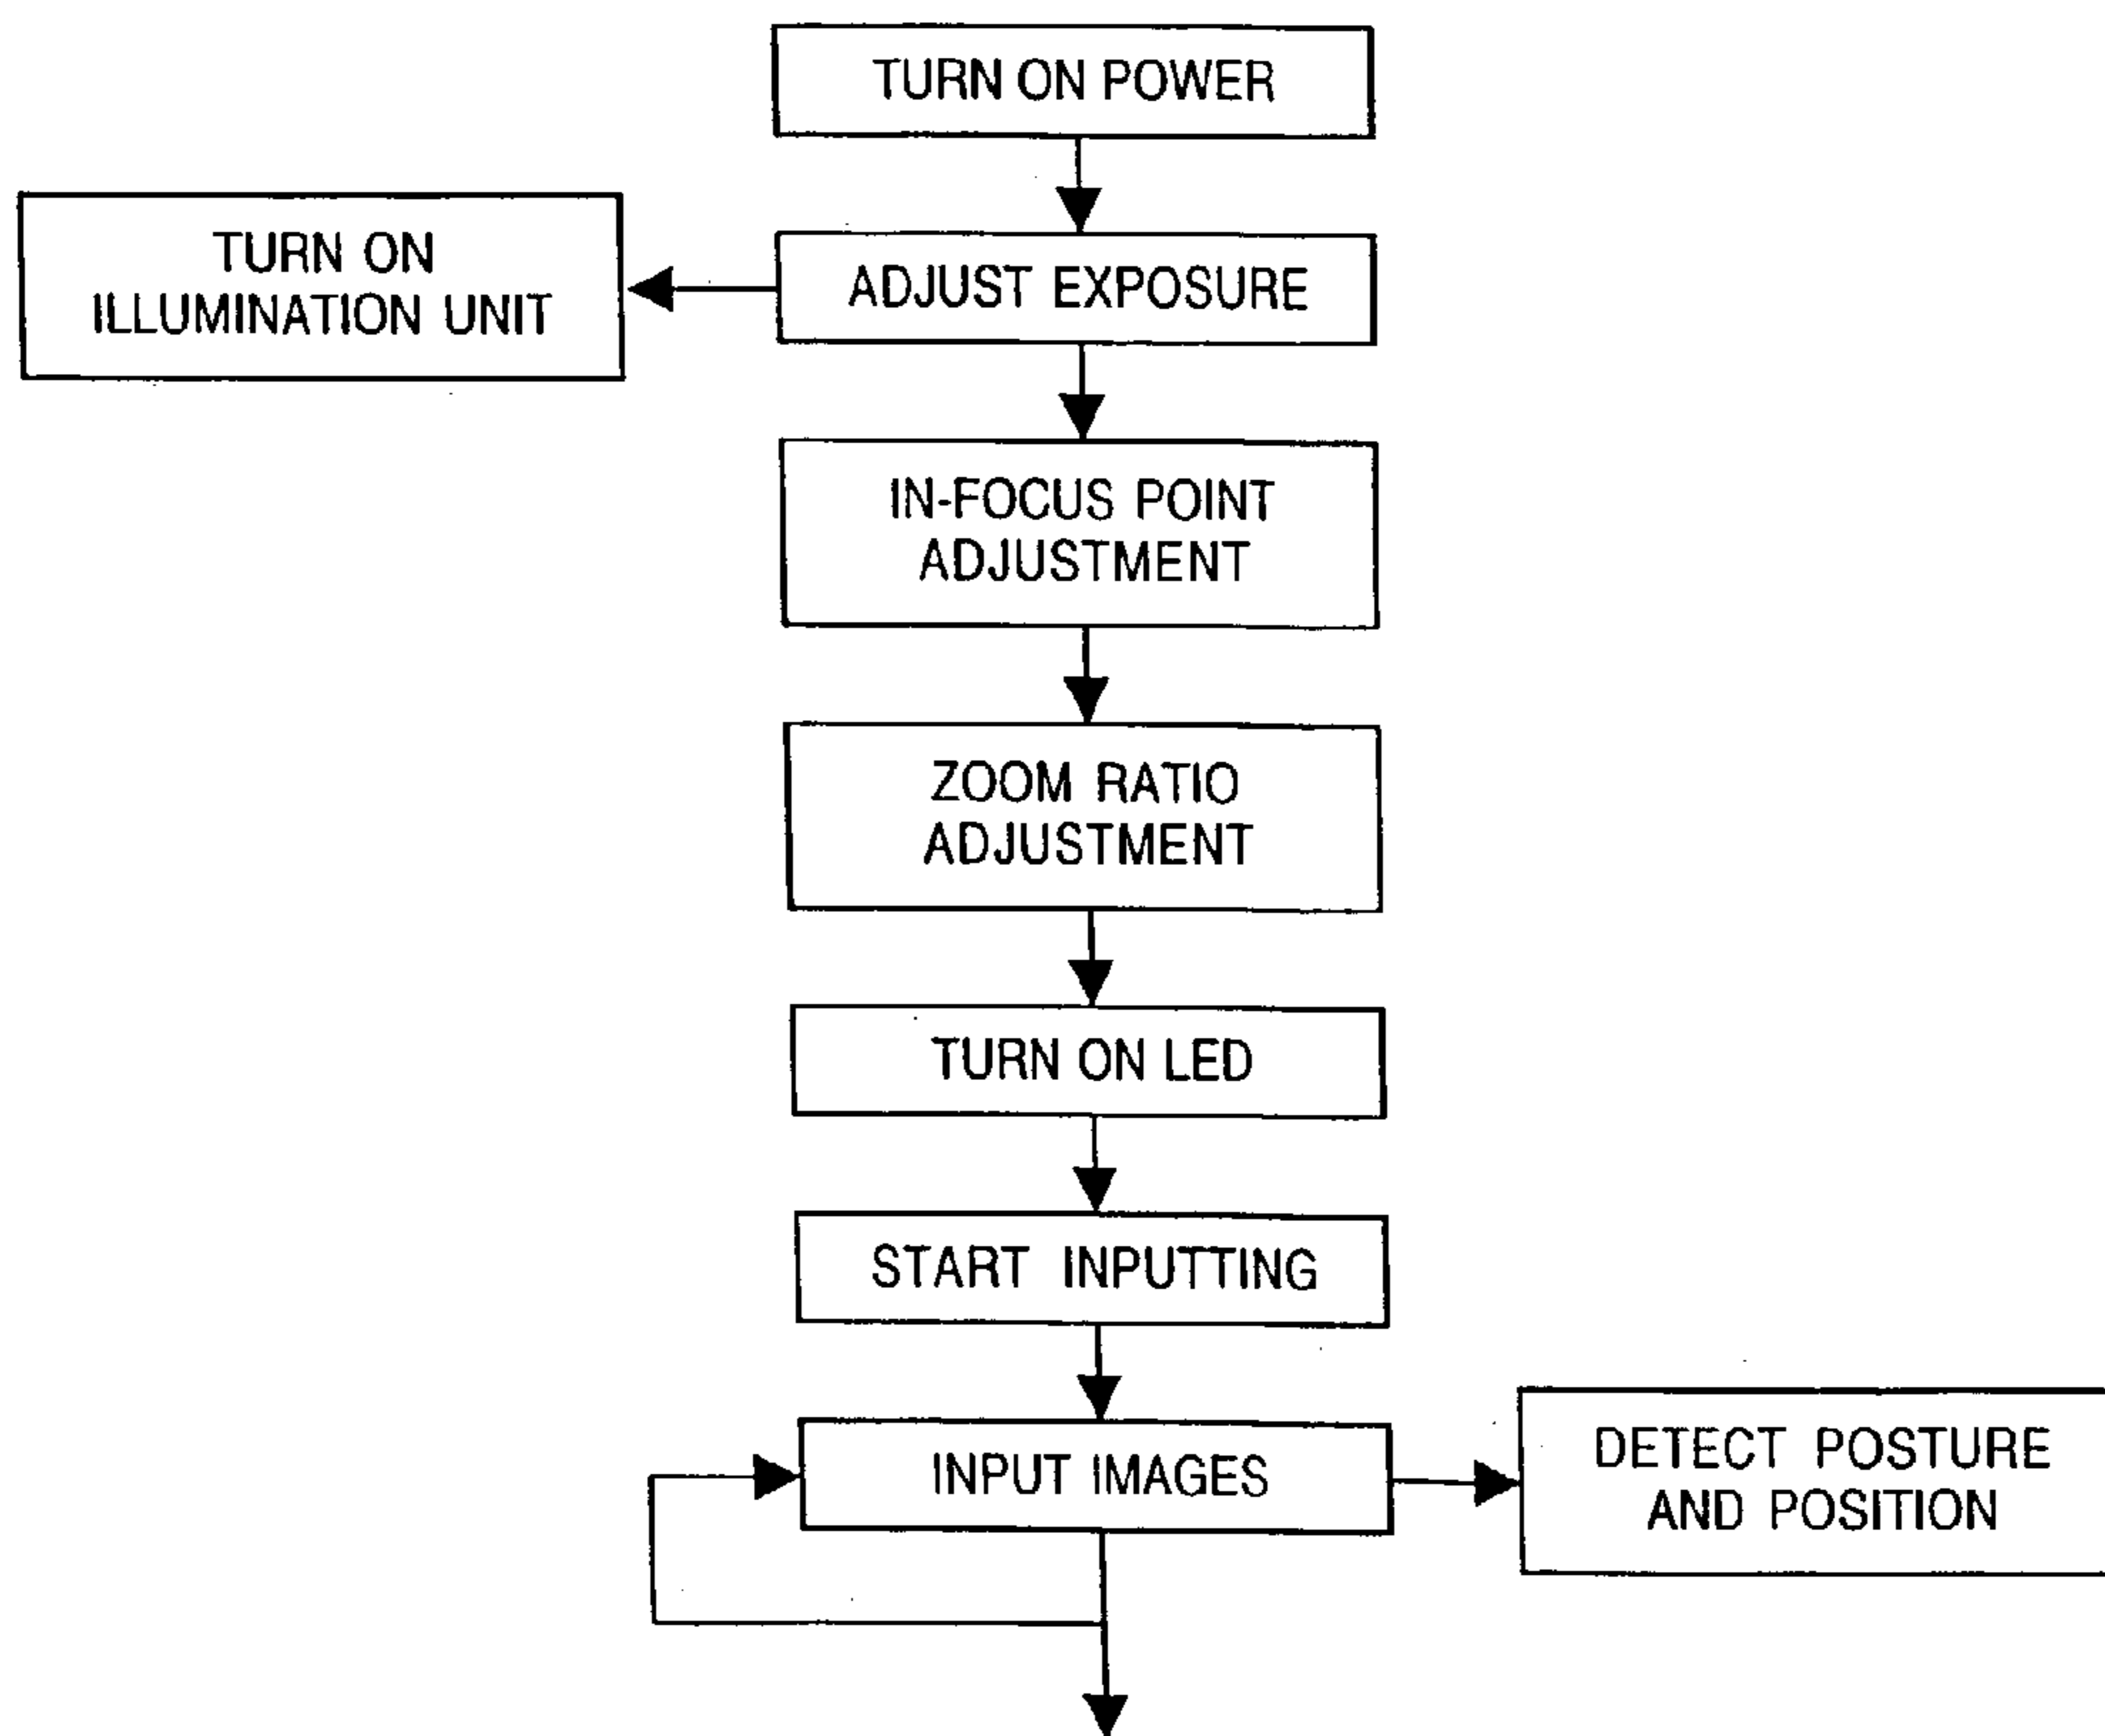 TURN ON POWER
TURN ON
ILLUMINATION UNIT
ADJUST EXPOSURE
IN-FOCUS POINT
ADJUSTMENT
ZOOM RATIO
ADJUSTMENT
TURN ON LED
START INPUTTING
INPUT IMAGES
DETECT POSTURE
AND POSITION